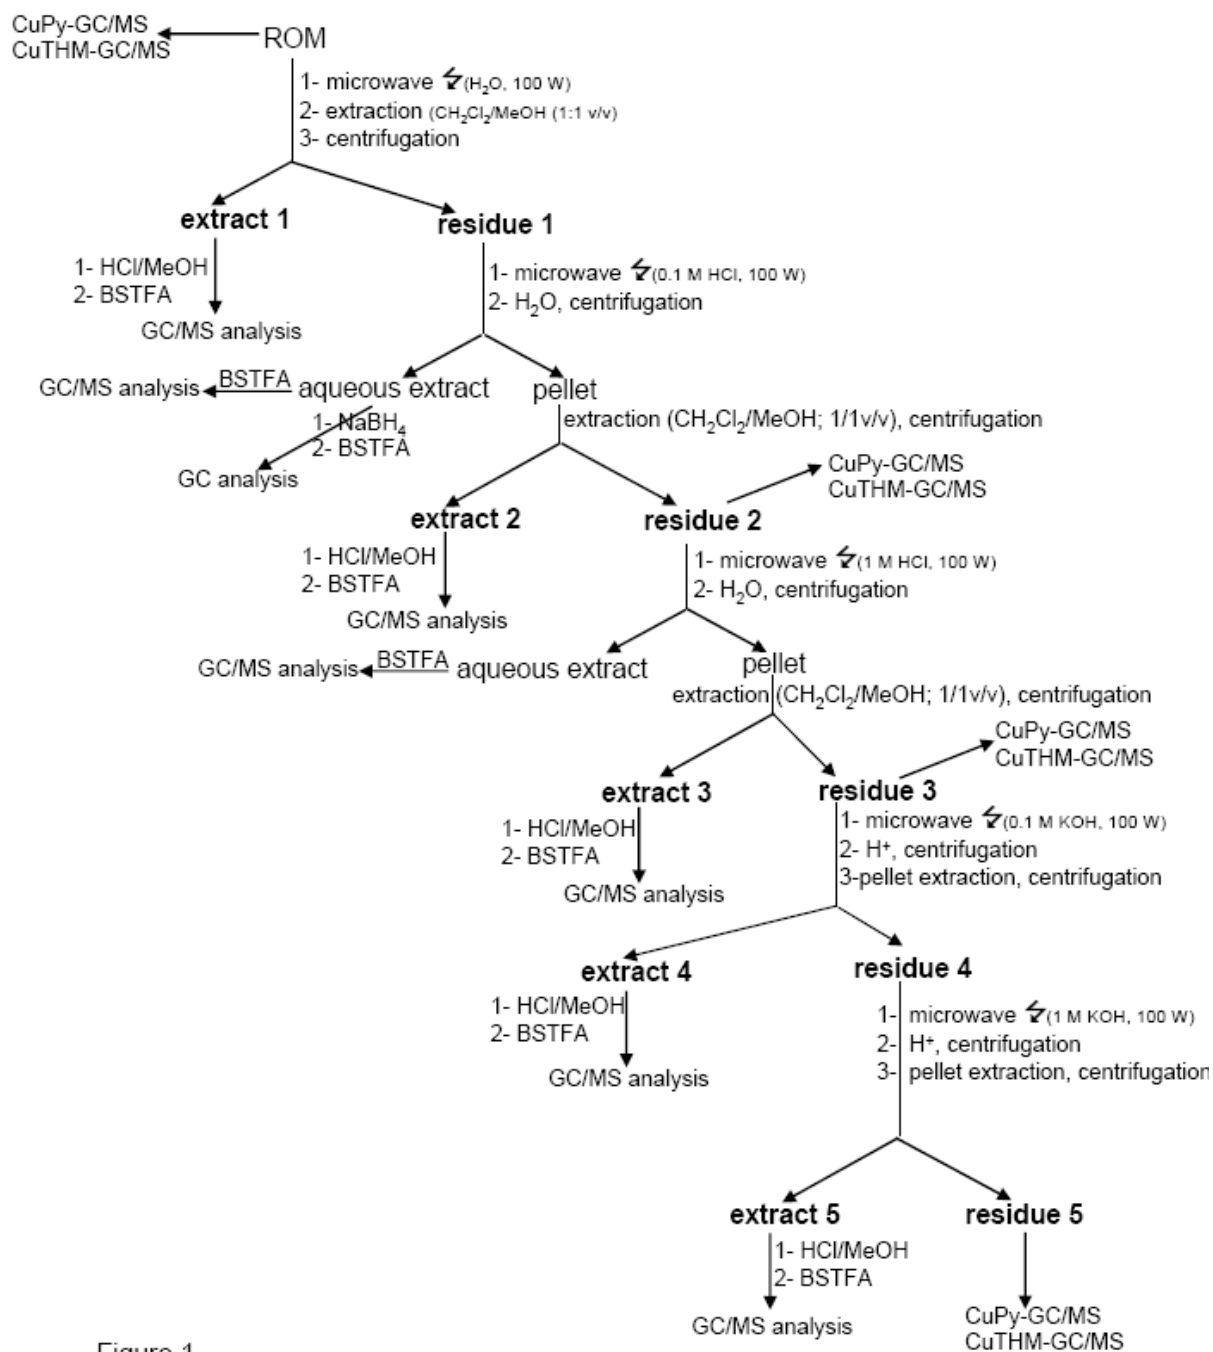 CuPy-GC/MS
CuTHM-GC/MS
ROM
1- microwave (H₂O, 100 W)
2- extraction (CH₂Cl₂/MeOH (1:1 v/v)
3- centrifugation
extract 1
residue 1
1- HCl/MeOH
2- BSTFA
GC/MS analysis
1- microwave (0.1 M HCl, 100 W)
2- H₂O, centrifugation
GC/MS analysis
BSTFA
aqueous extract
pellet
1- NaBH₄
2- BSTFA
GC analysis
extraction (CH₂Cl₂/MeOH; 1/1v/v), centrifugation
CuPy-GC/MS
CuTHM-GC/MS
extract 2
residue 2
1- HCl/MeOH
2- BSTFA
GC/MS analysis
1- microwave (1 M HCl, 100 W)
2- H₂O, centrifugation
GC/MS analysis
BSTFA
aqueous extract
pellet
extraction (CH₂Cl₂/MeOH; 1/1v/v), centrifugation
CuPy-GC/MS
CuTHM-GC/MS
extract 3
residue 3
1- HCl/MeOH
2- BSTFA
GC/MS analysis
1- microwave (0.1 M KOH, 100 W)
2- H⁺, centrifugation
3-pellet extraction, centrifugation
extract 4
residue 4
1- HCl/MeOH
2- BSTFA
GC/MS analysis
1- microwave (1 M KOH, 100 W)
2- H⁺, centrifugation
3- pellet extraction, centrifugation
extract 5
residue 5
1- HCl/MeOH
2- BSTFA
GC/MS analysis
CuPy-GC/MS
CuTHM-GC/MS
Figure 1